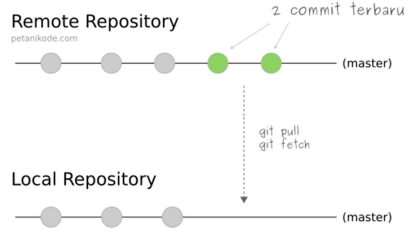 2 commit terbaru
Remote Repository
petanikode.com
(master)
git pull
git fetch
Local Repository
(master)